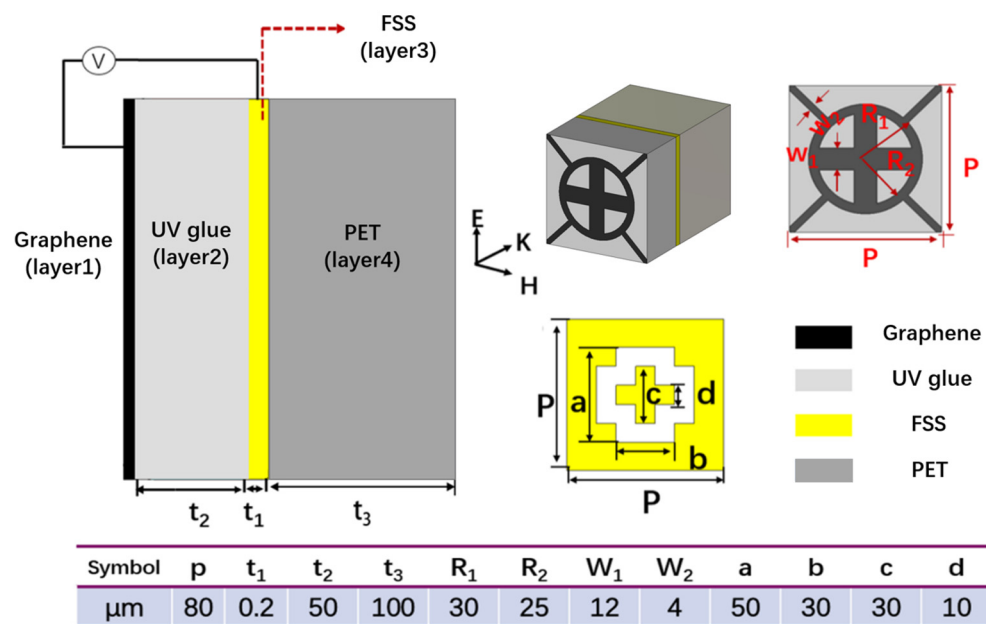 FSS
(layer3)
V
Graphene
(layer1)
UV glue
(layer2)
PET
(layer4)
t₂
t₁
t₃
E
K
H
W₂
R₁
W₁
R₂
P
P
P
a
c
d
b
P
Graphene
UV glue
FSS
PET
Symbol p t₁ t₂ t₃ R₁ R₂ W₁ W₂ a b c d
μm 80 0.2 50 100 30 25 12 4 50 30 30 10